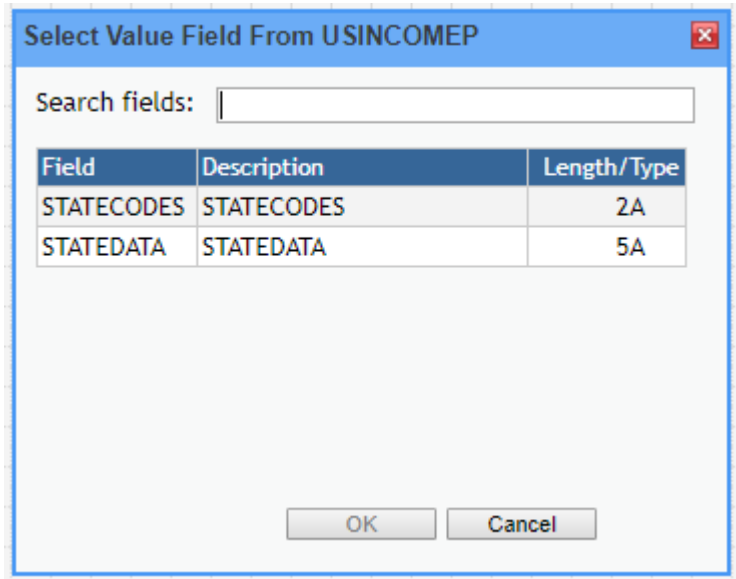 Select Value Field From USINCOMEP
Search fields:
Field Description Length/Type
STATECODES STATECODES 2A
STATEDATA STATEDATA 5A
OK Cancel